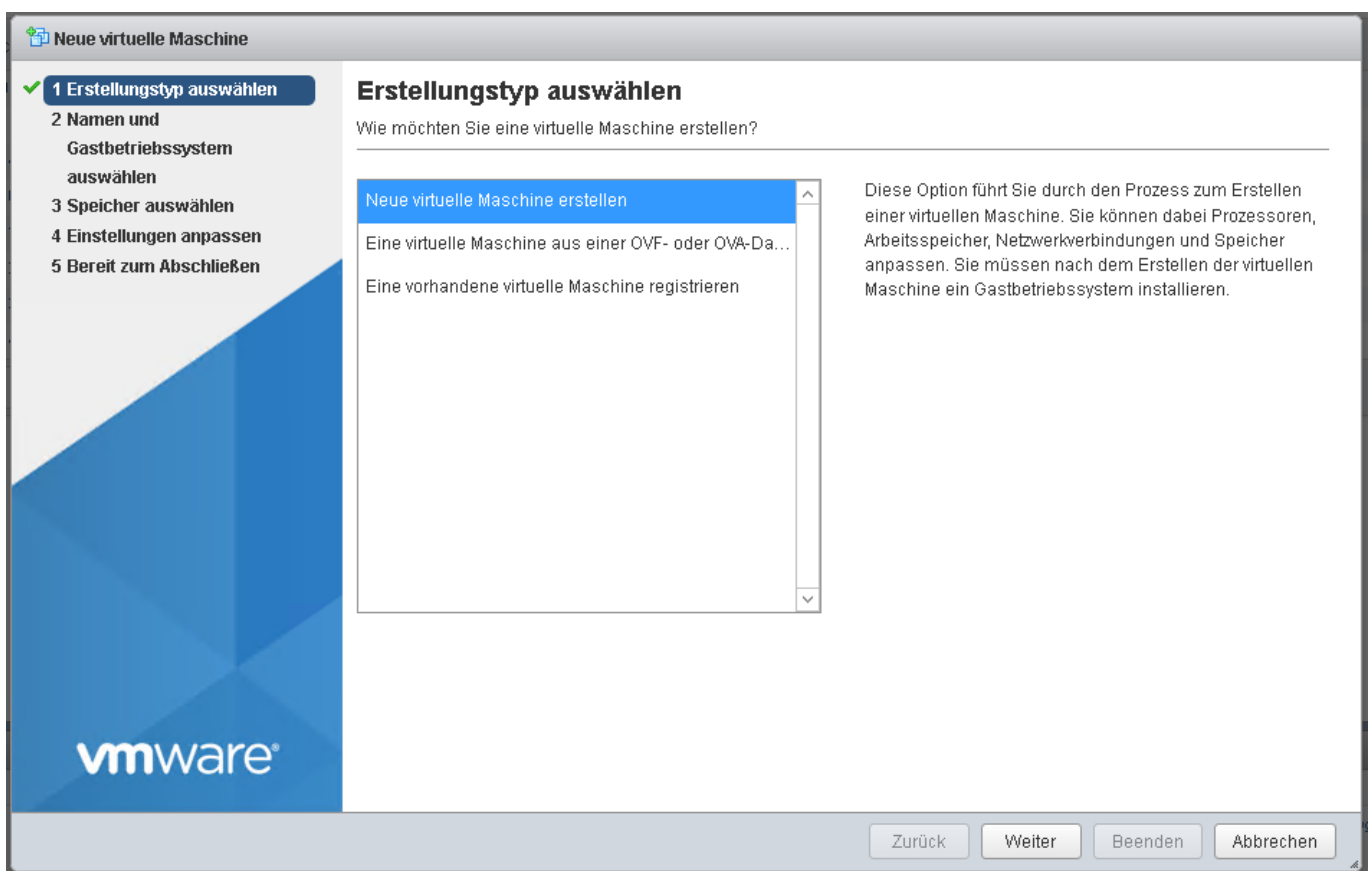 Neue virtuelle Maschine
1 Erstellungstyp auswählen
2 Namen und
Gastbetriebssystem
auswählen
3 Speicher auswählen
4 Einstellungen anpassen
5 Bereit zum Abschließen
vmware®
Erstellungstyp auswählen
Wie möchten Sie eine virtuelle Maschine erstellen?
Neue virtuelle Maschine erstellen
Eine virtuelle Maschine aus einer OVF- oder OVA-Da...
Eine vorhandene virtuelle Maschine registrieren
Diese Option führt Sie durch den Prozess zum Erstellen
einer virtuellen Maschine. Sie können dabei Prozessoren,
Arbeitsspeicher, Netzwerkverbindungen und Speicher
anpassen. Sie müssen nach dem Erstellen der virtuellen
Maschine ein Gastbetriebssystem installieren.
Zurück
Weiter
Beenden
Abbrechen